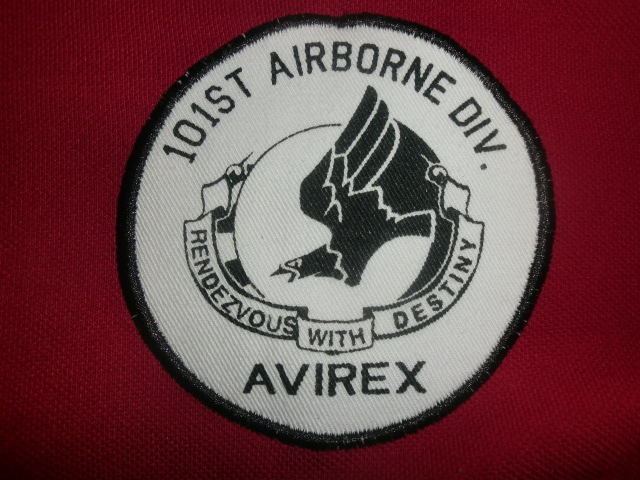 101ST AIRBORNE DIV.
RENDEZVOUS WITH DESTINY
AVIREX